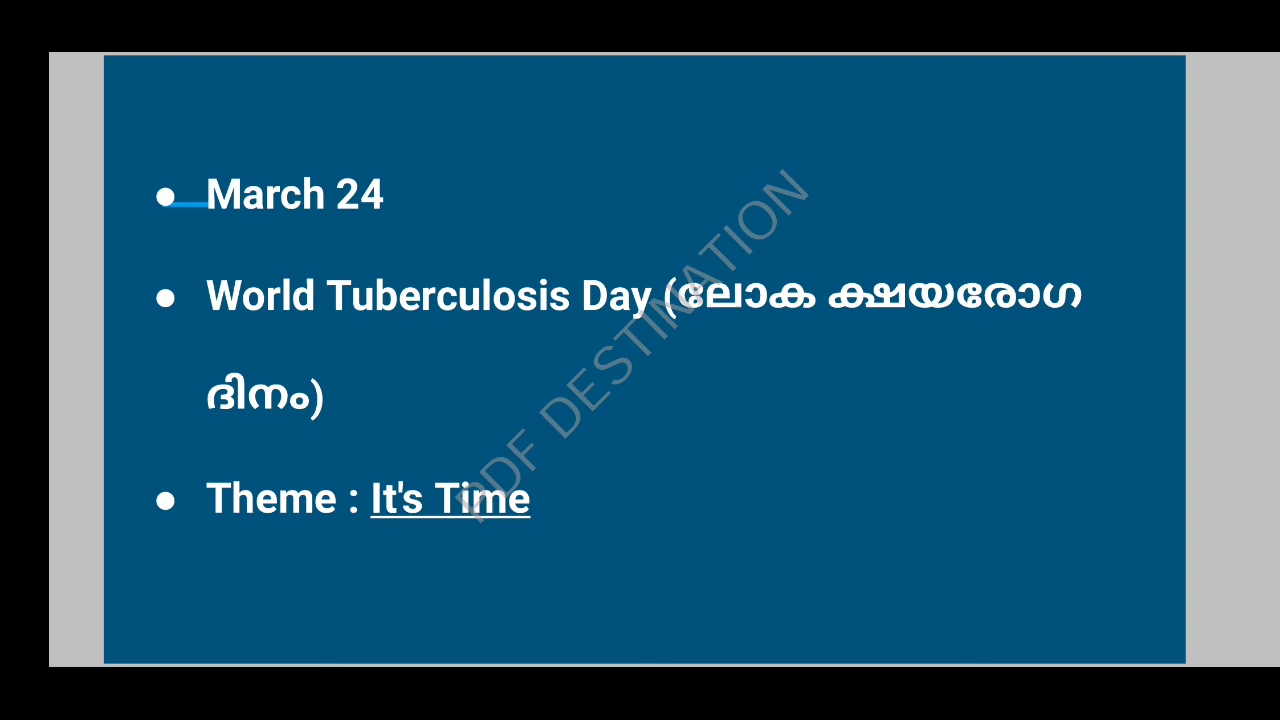 ● March 24
● World Tuberculosis Day (ലോക ക്ഷയരോഗ
ദിനം)
● Theme : It's Time
PDF DESTINATION